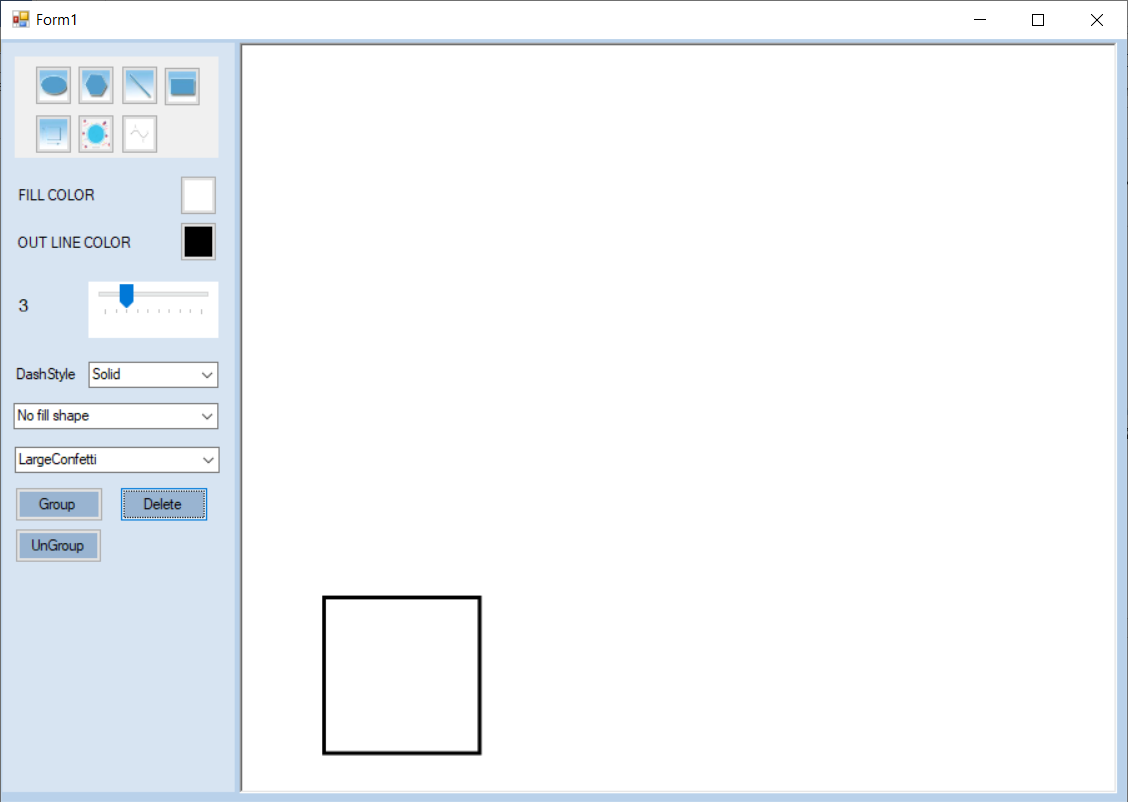 Form1
FILL COLOR
OUT LINE COLOR
3
DashStyle Solid
No fill shape
LargeConfetti
Group Delete
UnGroup